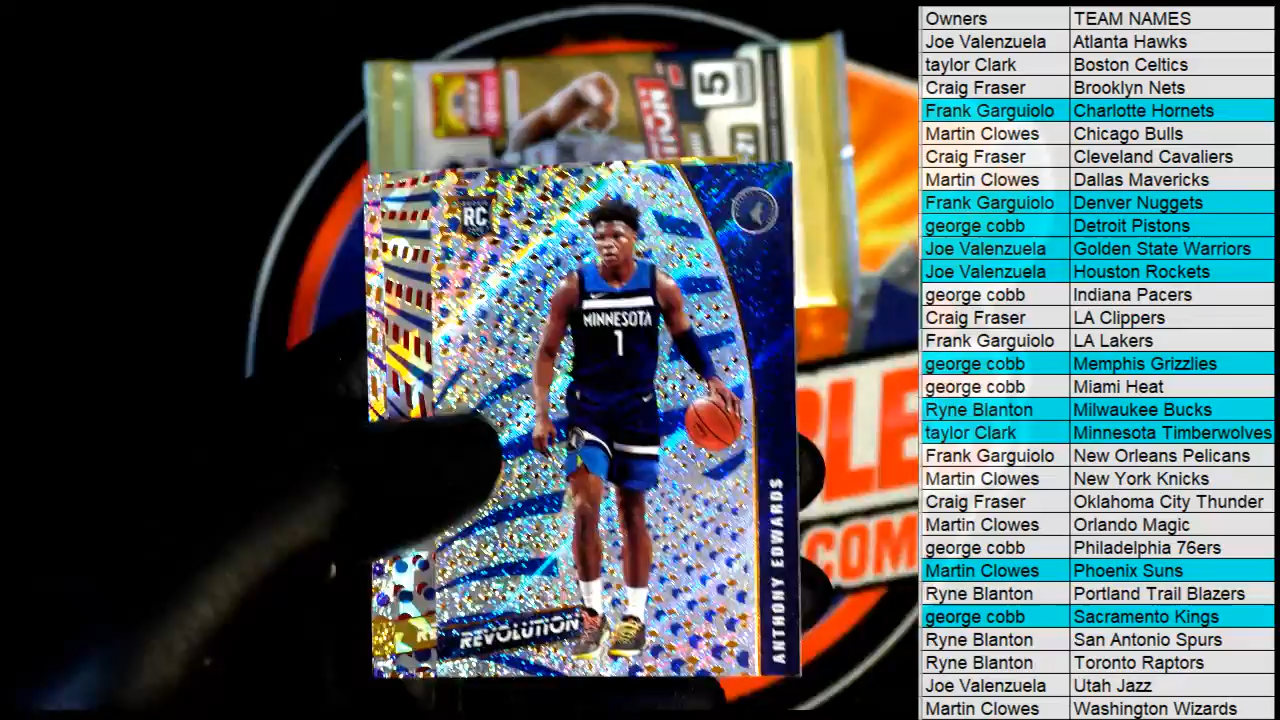 5
RC
MINNESOTA
1
REVOLUTION
ANTHONY EDWARDS
PLE
COM
Owners TEAM NAMES
Joe Valenzuela Atlanta Hawks
taylor Clark Boston Celtics
Craig Fraser Brooklyn Nets
Frank Garguiolo Charlotte Hornets
Martin Clowes Chicago Bulls
Craig Fraser Cleveland Cavaliers
Martin Clowes Dallas Mavericks
Frank Garguiolo Denver Nuggets
george cobb Detroit Pistons
Joe Valenzuela Golden State Warriors
Joe Valenzuela Houston Rockets
george cobb Indiana Pacers
Craig Fraser LA Clippers
Frank Garguiolo LA Lakers
george cobb Memphis Grizzlies
george cobb Miami Heat
Ryne Blanton Milwaukee Bucks
taylor Clark Minnesota Timberwolves
Frank Garguiolo New Orleans Pelicans
Martin Clowes New York Knicks
Craig Fraser Oklahoma City Thunder
Martin Clowes Orlando Magic
george cobb Philadelphia 76ers
Martin Clowes Phoenix Suns
Ryne Blanton Portland Trail Blazers
george cobb Sacramento Kings
Ryne Blanton San Antonio Spurs
Ryne Blanton Toronto Raptors
Joe Valenzuela Utah Jazz
Martin Clowes Washington Wizards